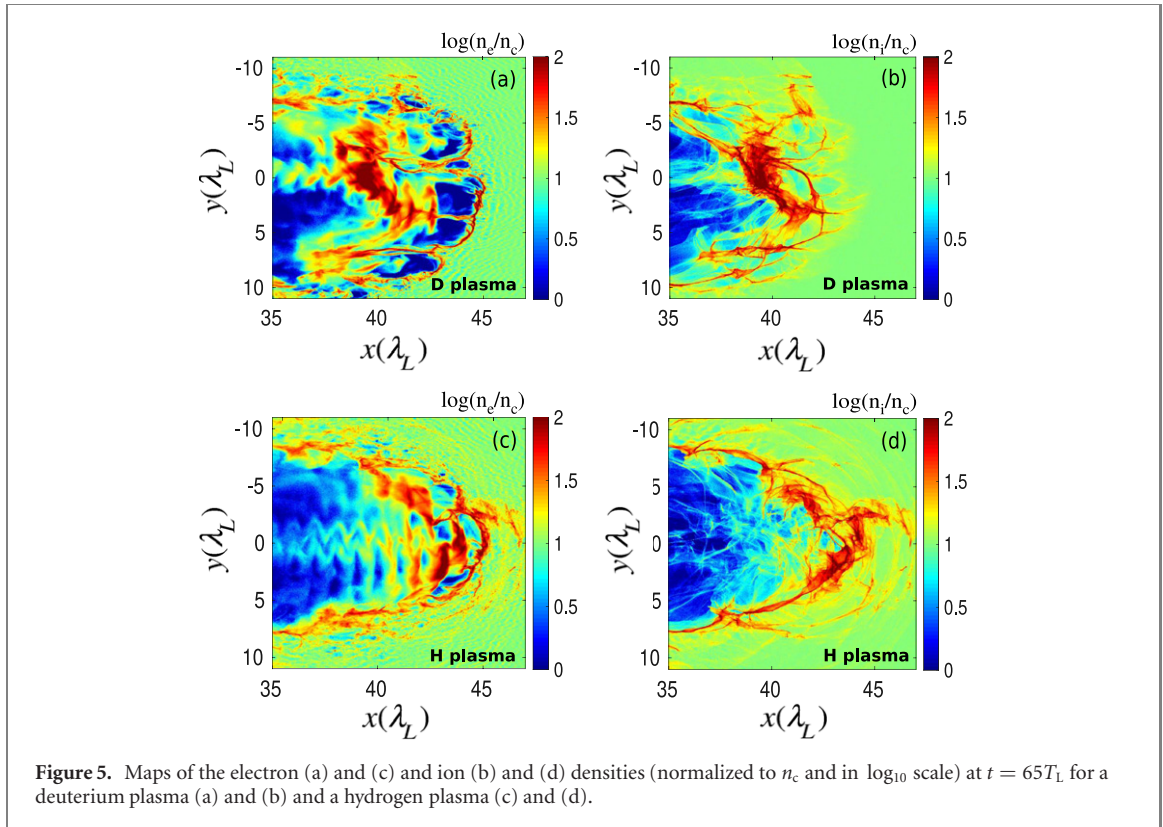 log(n_e/n_c)
2
-10
(a)
-5
1.5
y(λ_L)
0
1
5
0.5
10
D plasma
0
35
40
45
x(λ_L)
log(n_i/n_c)
2
-10
(b)
-5
1.5
y(λ_L)
0
1
5
0.5
10
D plasma
0
35
40
45
x(λ_L)
log(n_e/n_c)
2
-10
(c)
-5
1.5
y(λ_L)
0
1
5
0.5
10
H plasma
0
35
40
45
x(λ_L)
log(n_i/n_c)
2
-10
(d)
5
1.5
y(λ_L)
0
1
5
0.5
10
H plasma
0
35
40
45
x(λ_L)
Figure 5. Maps of the electron (a) and (c) and ion (b) and (d) densities (normalized to n_c and in log_10 scale) at t = 65T_L for a
deuterium plasma (a) and (b) and a hydrogen plasma (c) and (d).